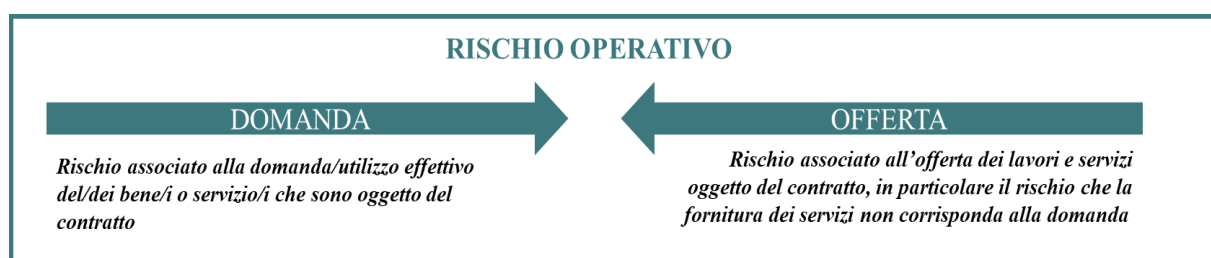 RISCHIO OPERATIVO
DOMANDA
Rischio associato alla domanda/utilizzo effettivo
del/dei bene/i o servizio/i che sono oggetto del
contratto
OFFERTA
Rischio associato all’offerta dei lavori e servizi
oggetto del contratto, in particolare il rischio che la
fornitura dei servizi non corrisponda alla domanda